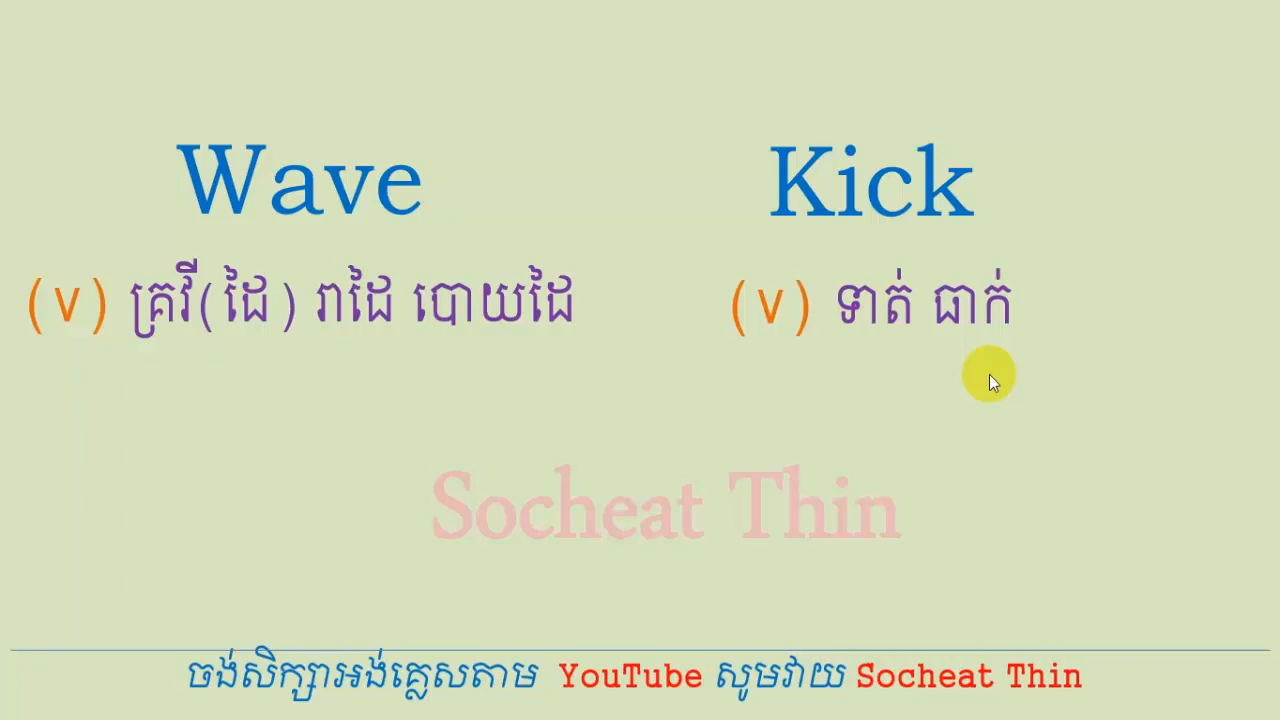 Wave Kick
(v) គ្រវី(ដៃ) រាដៃ បោយដៃ (v) ទាត់ ធាក់
Socheat Thin
ចង់សិក្សាអង់គ្លេសតាម YouTube សូមវាយ Socheat Thin